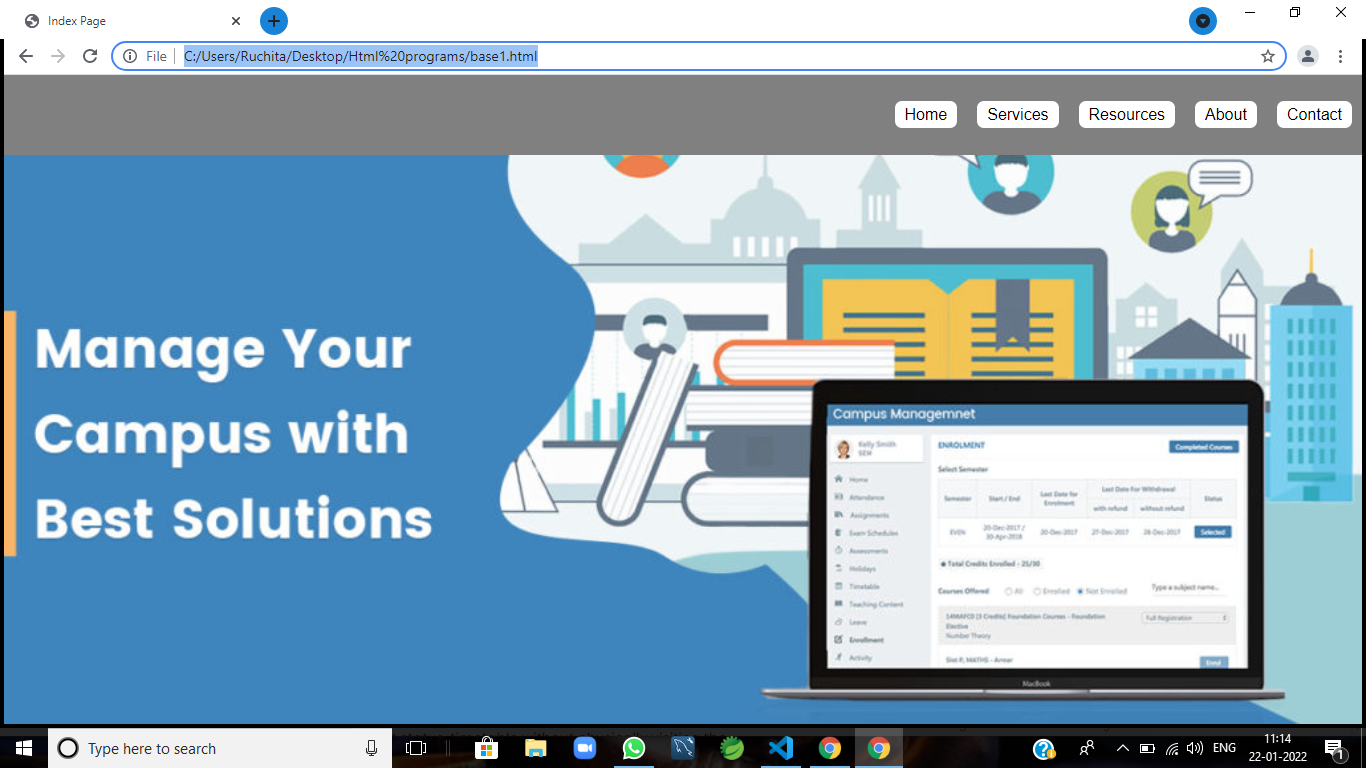 Index Page
File
C:/Users/Ruchita/Desktop/Html%20programs/base1.html
Home Services Resources About Contact
Manage Your
Campus with
Best Solutions
Campus Managemnet
Kelly Smith
ENROLMENT
Completed Courses
Select Semester
Semester
Start / End
Last Date for
Enrolment
Last Date For Withdrawal
with refund
without refund
Status
EVEN
20-Dec-2017 /
30-Apr-2018
20-Dec-2017
27-Dec-2017
28-Dec-2017
Selected
Total Credits Enrolled - 25/30
Courses Offered
All
Enrolled
Not Enrolled
Type a subject name...
[3 Credits] Foundation Courses - Foundation
Elective
Number Theory
Full Registration
Slot P, MATHS - Arrear
Enrol
Home
Attendance
Assignments
Exam Schedules
Assessments
Holidays
Timetable
Teaching Content
Leave
Enrollment
Activity
MacBook
Type here to search
ENG
11:14
22-01-2022
1